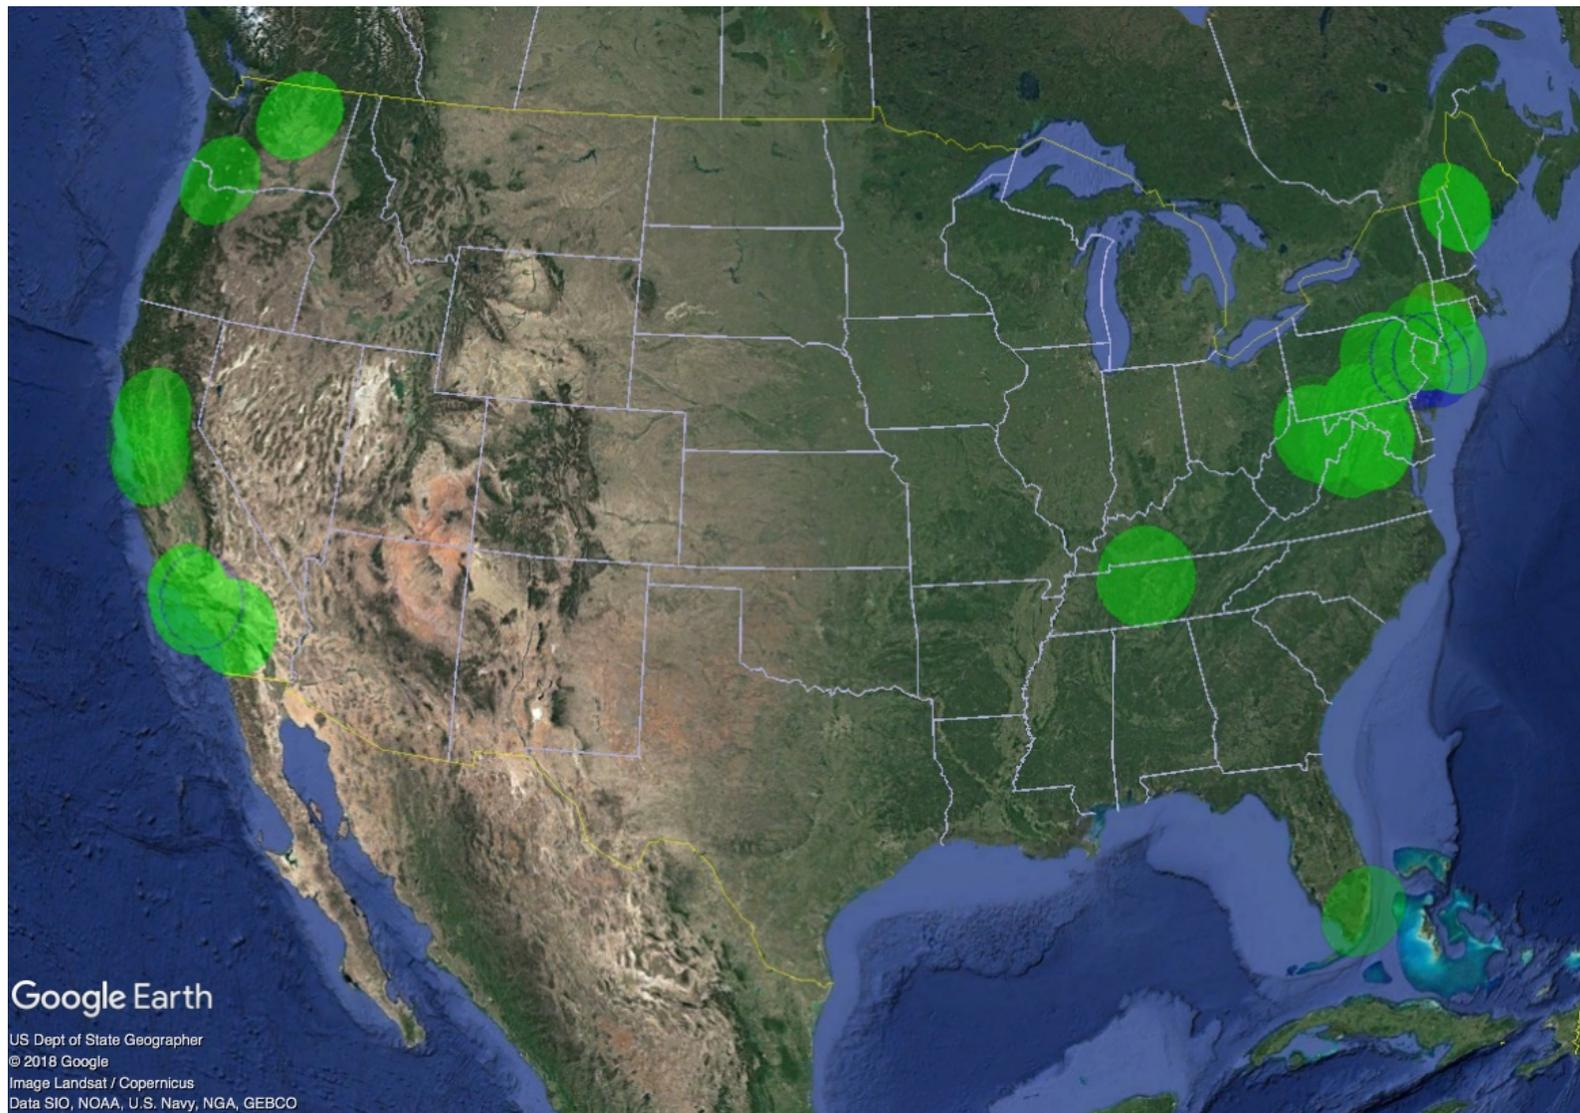 Google Earth
US Dept of State Geographer
© 2018 Google
Image Landsat / Copernicus
Data SIO, NOAA, U.S. Navy, NGA, GEBCO